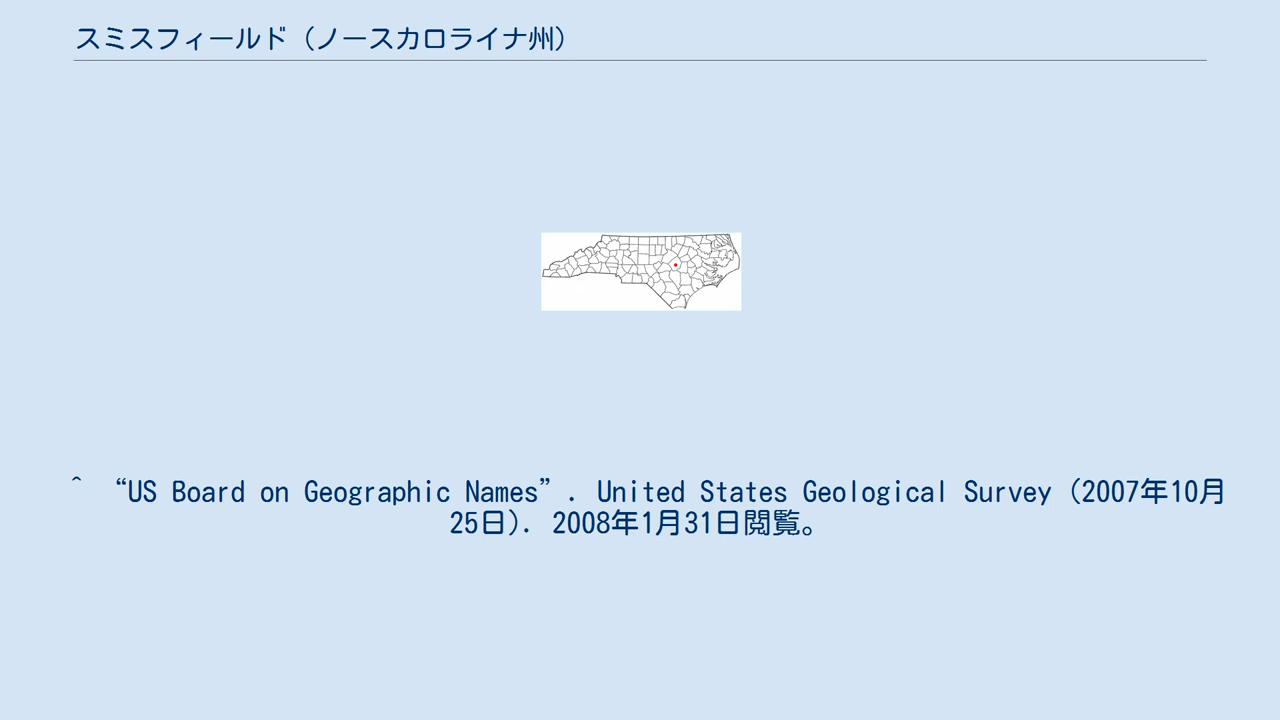 スミスフィールド (ノースカロライナ州)
^ “US Board on Geographic Names”. United States Geological Survey (2007年10月
25日). 2008年1月31日閲覧。